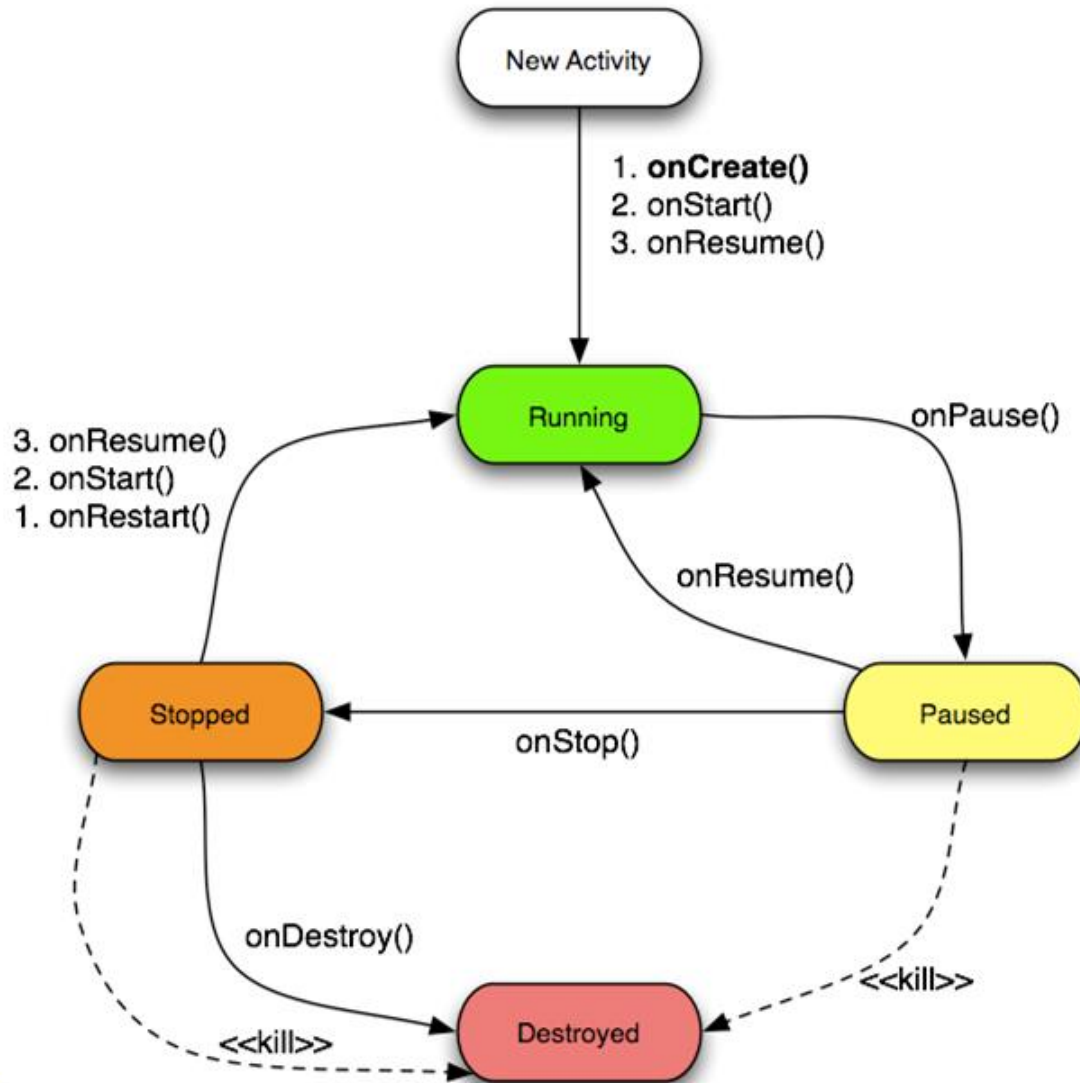 New Activity
1. onCreate()
2. onStart()
3. onResume()
Running
onPause()
3. onResume()
2. onStart()
1. onRestart()
onResume()
Stopped
Paused
onStop()
onDestroy()
<<kill>>
<<kill>>
Destroyed